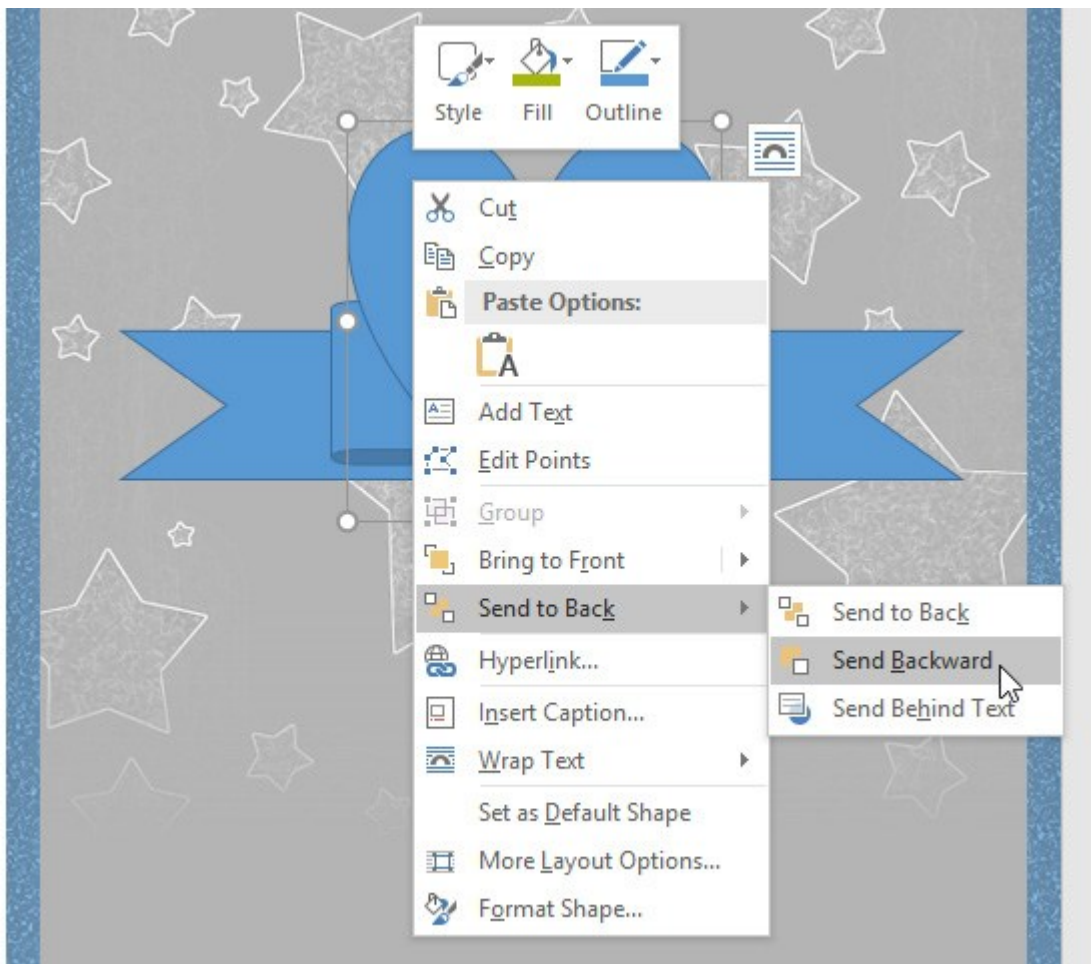 Style Fill Outline
Cut
Copy
Paste Options:
A
Add Text
Edit Points
Group
Bring to Front
Send to Back
Send to Back
Hyperlink...
Send Backward
Insert Caption...
Send Behind Text
Wrap Text
Set as Default Shape
More Layout Options...
Format Shape...